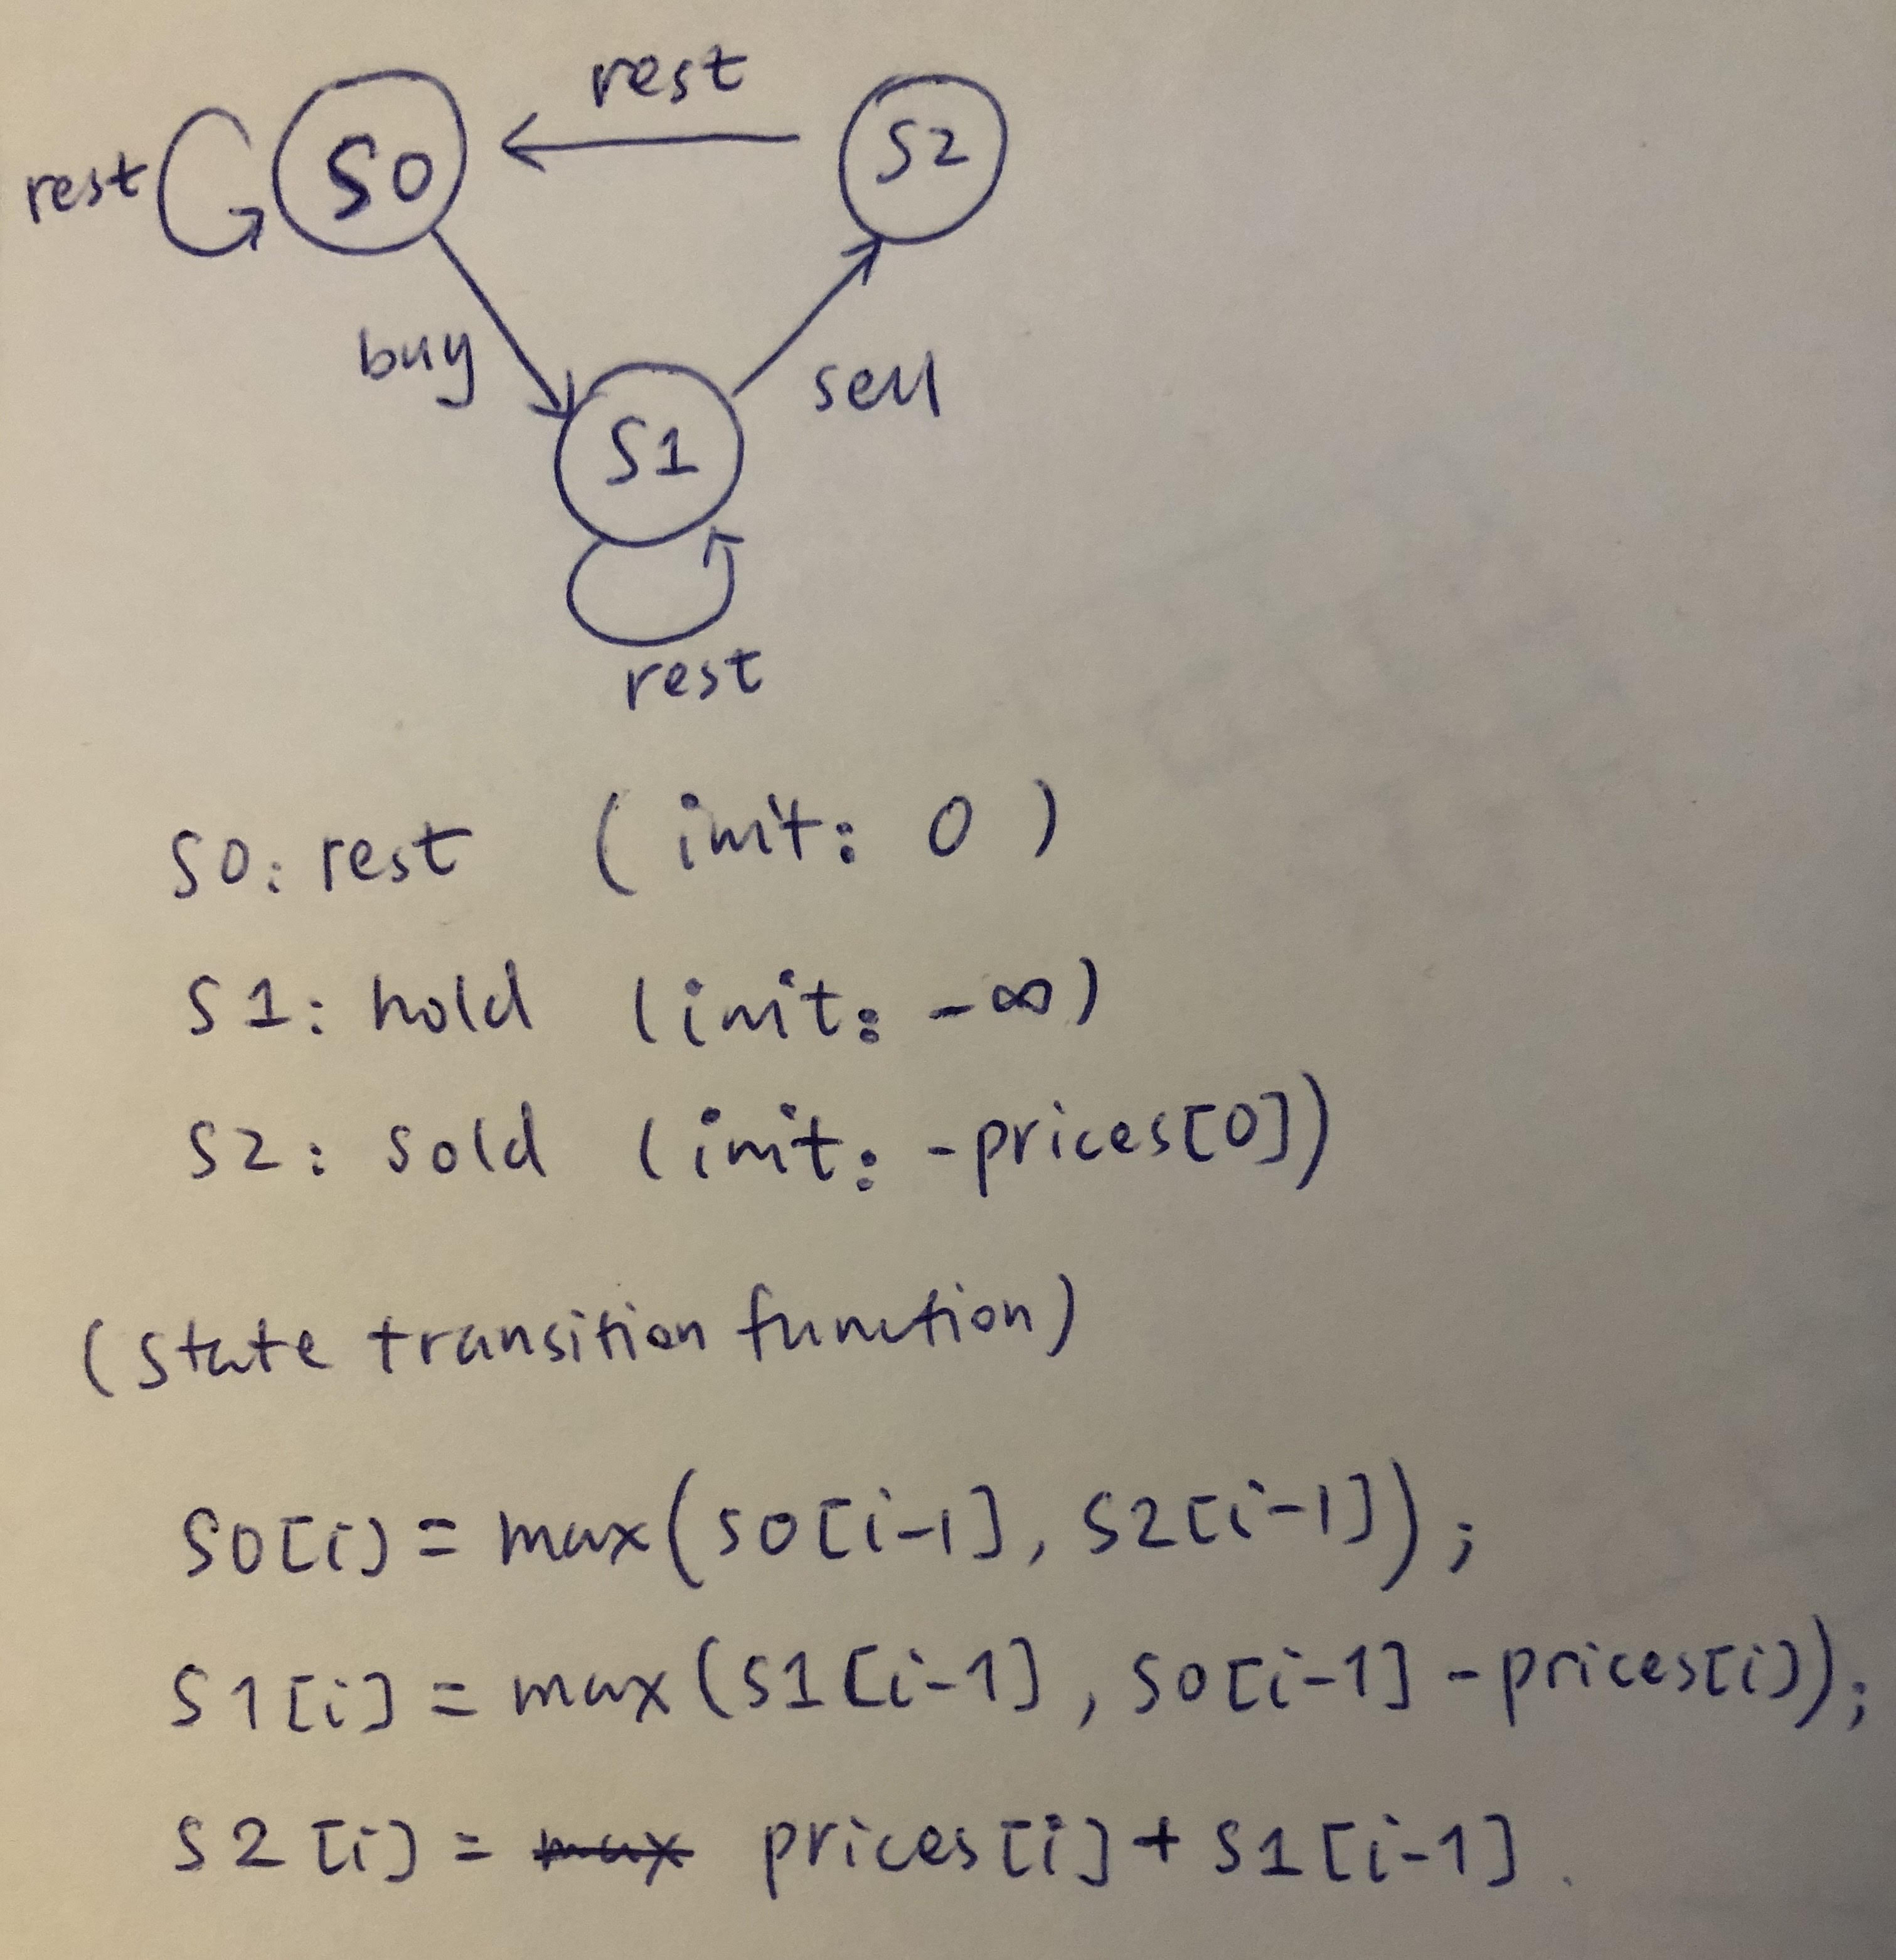 rest
rest
S0
S2
buy
sell
S1
rest
S0: rest (init: 0)
S1: hold (init: -∞)
S2: sold (init: -prices[0])
(state transition function)
S0[i] = max(s0[i-1], S2[i-1]);
S1[i] = max(S1[i-1], S0[i-1] - prices[i]);
S2[i] = max prices[i] + S1[i-1].